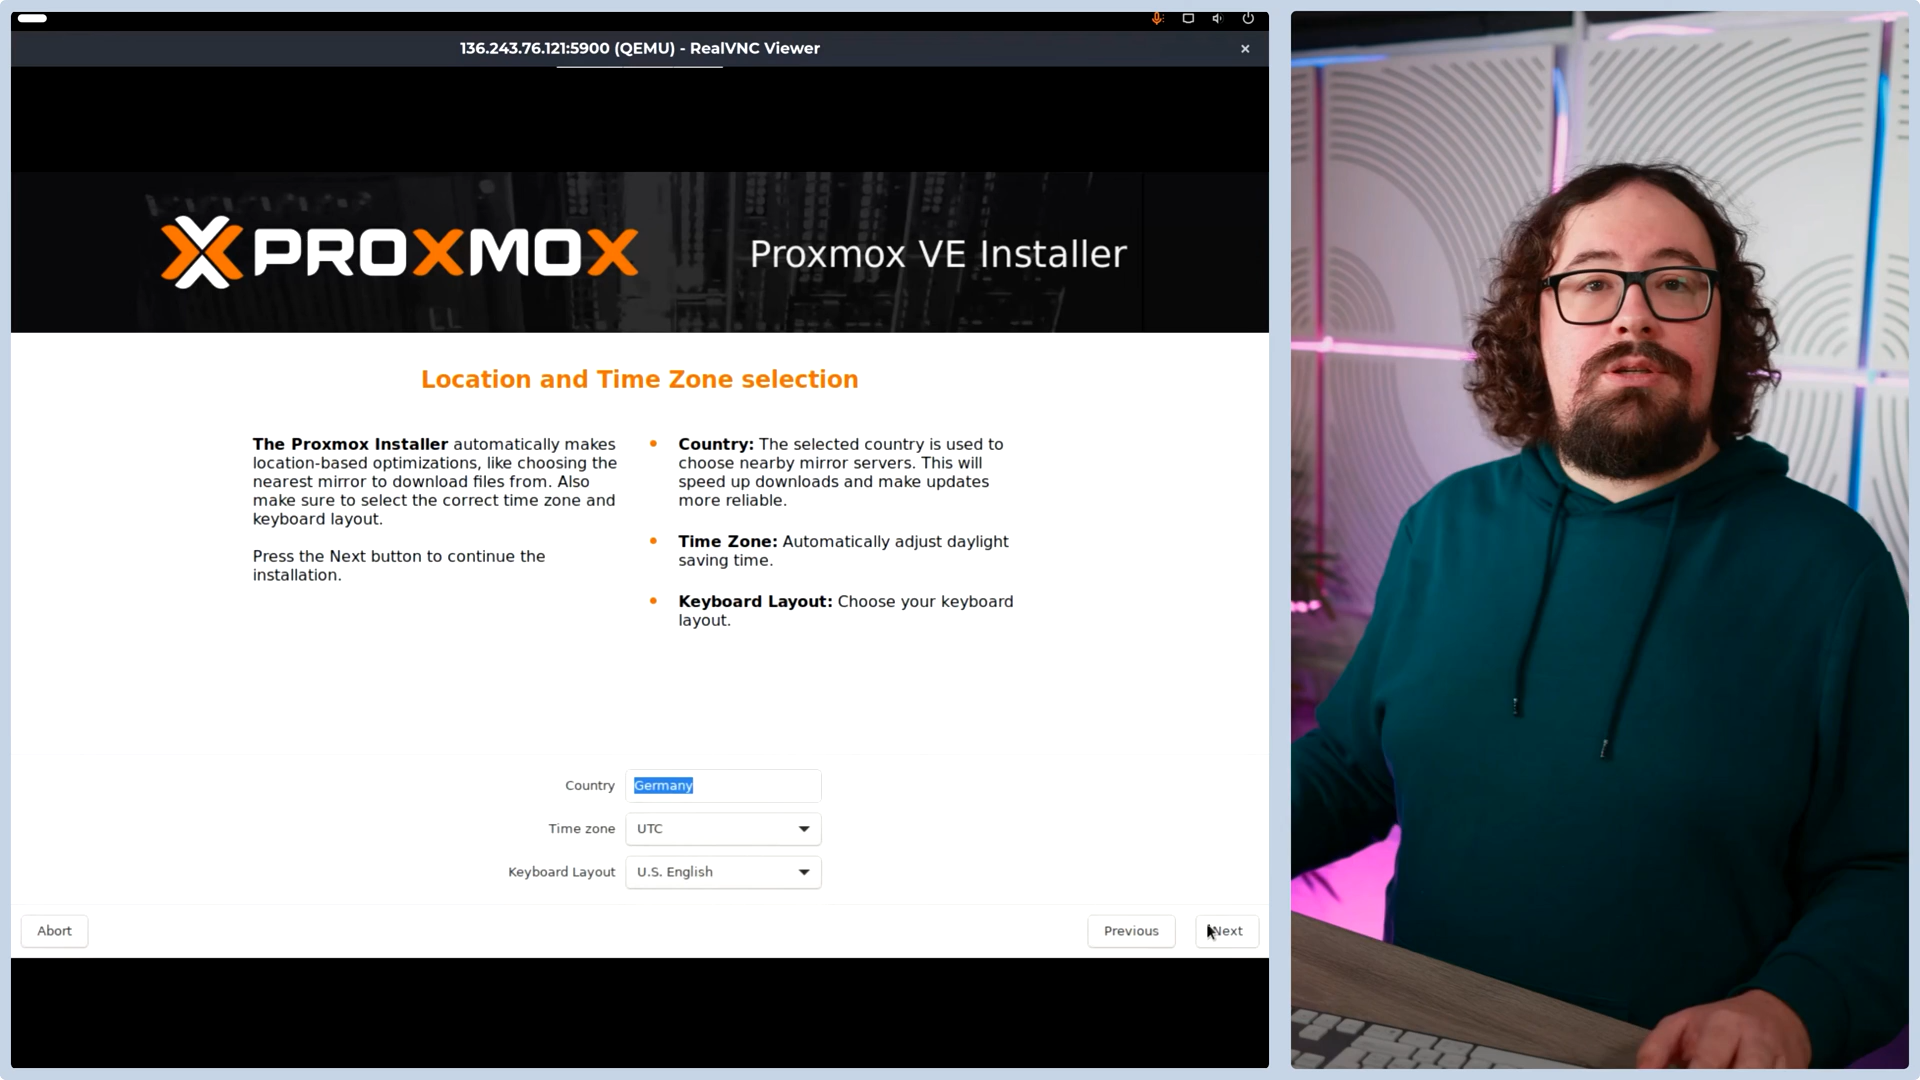 136.243.76.121:5900 (QEMU) - RealVNC Viewer
PROXMOX
Proxmox VE Installer
Location and Time Zone selection
The Proxmox Installer automatically makes
location-based optimizations, like choosing the
nearest mirror to download files from. Also
make sure to select the correct time zone and
keyboard layout.
Press the Next button to continue the
installation.
Country: The selected country is used to
choose nearby mirror servers. This will
speed up downloads and make updates
more reliable.
Time Zone: Automatically adjust daylight
saving time.
Keyboard Layout: Choose your keyboard
layout.
Country Germany
Time zone UTC
Keyboard Layout U.S. English
Abort
Previous
Next